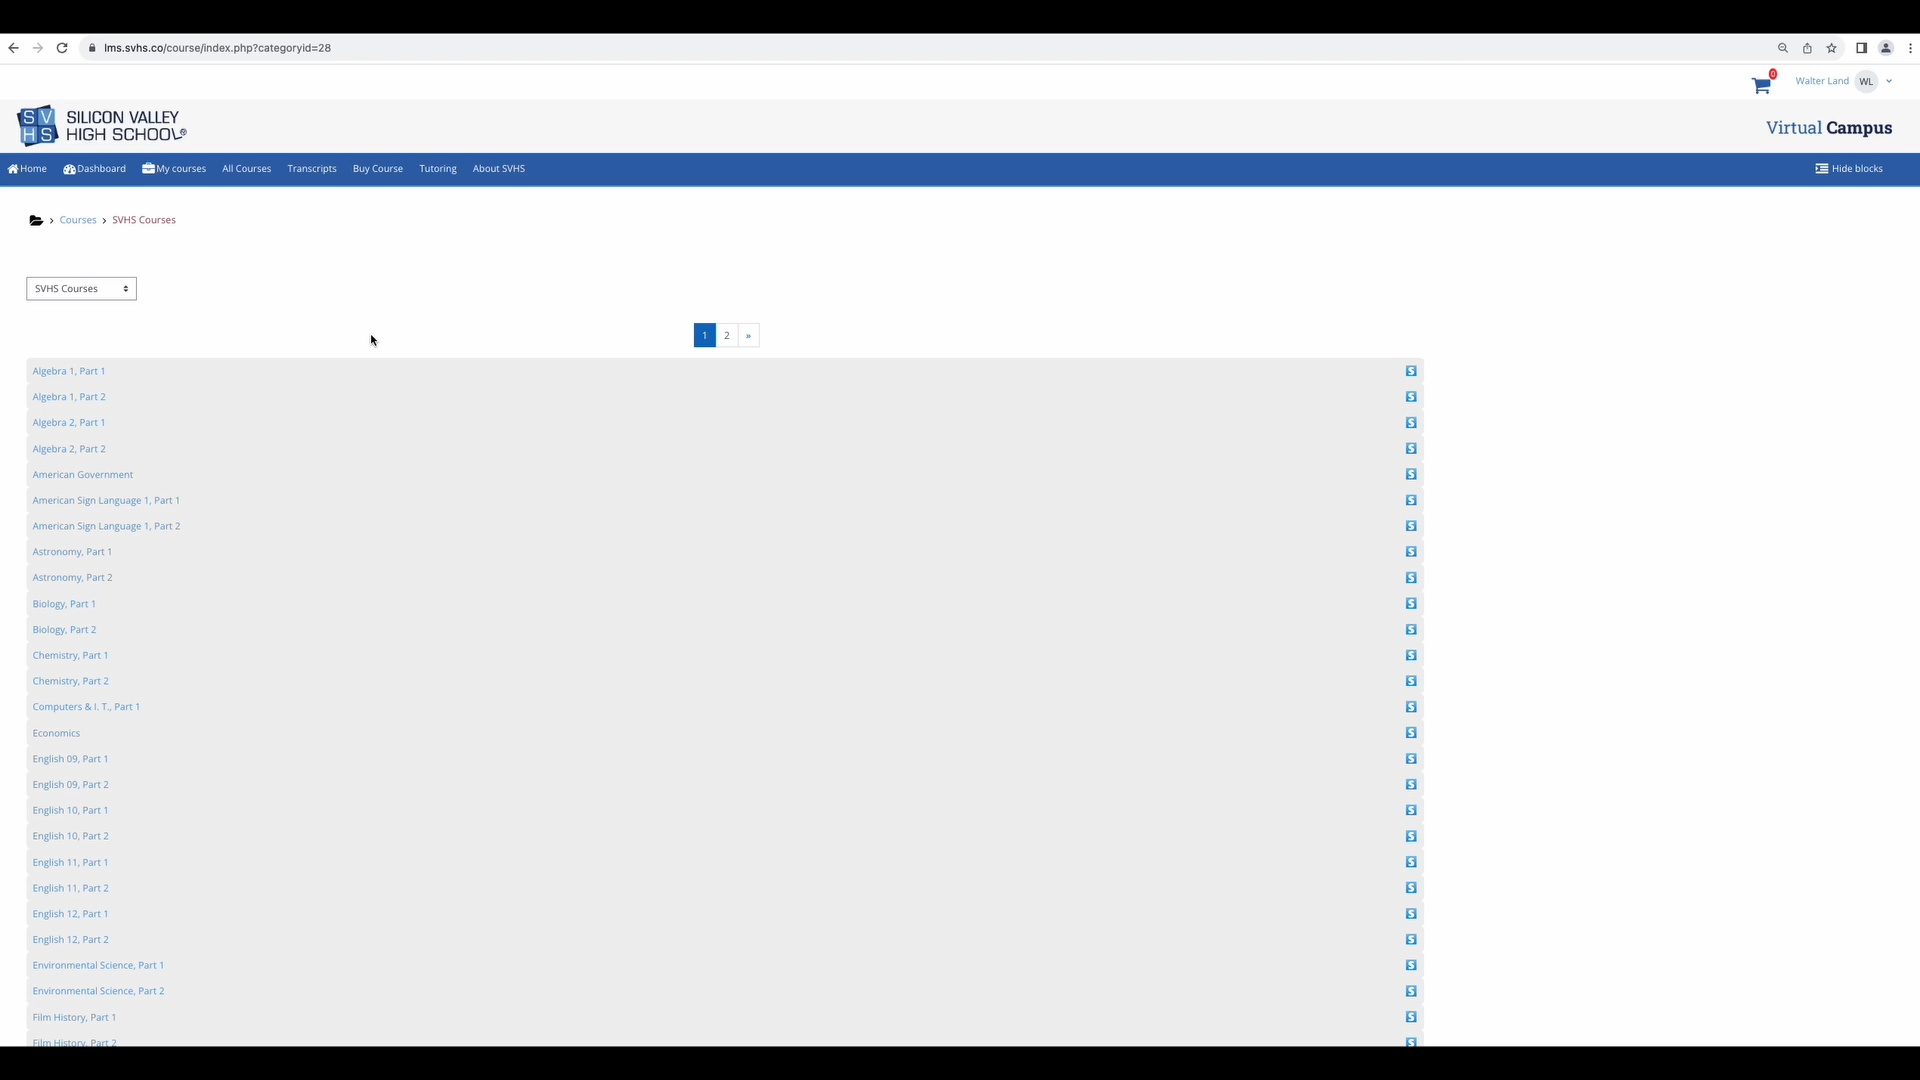 lms.svhs.co/course/index.php?categoryid=28
0
Walter Land WL
SV
HS
SILICON VALLEY
HIGH SCHOOL®
Virtual Campus
Home Dashboard My courses All Courses Transcripts Buy Course Tutoring About SVHS Hide blocks
› Courses › SVHS Courses
SVHS Courses
1 2 »
Algebra 1, Part 1 S
Algebra 1, Part 2 S
Algebra 2, Part 1 S
Algebra 2, Part 2 S
American Government S
American Sign Language 1, Part 1 S
American Sign Language 1, Part 2 S
Astronomy, Part 1 S
Astronomy, Part 2 S
Biology, Part 1 S
Biology, Part 2 S
Chemistry, Part 1 S
Chemistry, Part 2 S
Computers & I. T., Part 1 S
Economics S
English 09, Part 1 S
English 09, Part 2 S
English 10, Part 1 S
English 10, Part 2 S
English 11, Part 1 S
English 11, Part 2 S
English 12, Part 1 S
English 12, Part 2 S
Environmental Science, Part 1 S
Environmental Science, Part 2 S
Film History, Part 1 S
Film History, Part 2 S